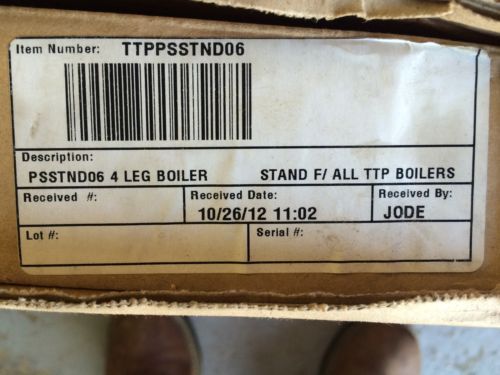 Item Number: TTPPSSTND06
Description:
PSSTND06 4 LEG BOILER STAND F/ ALL TTP BOILERS
Received #: Received Date: Received By:
10/26/12 11:02 JODE
Lot #: Serial #: